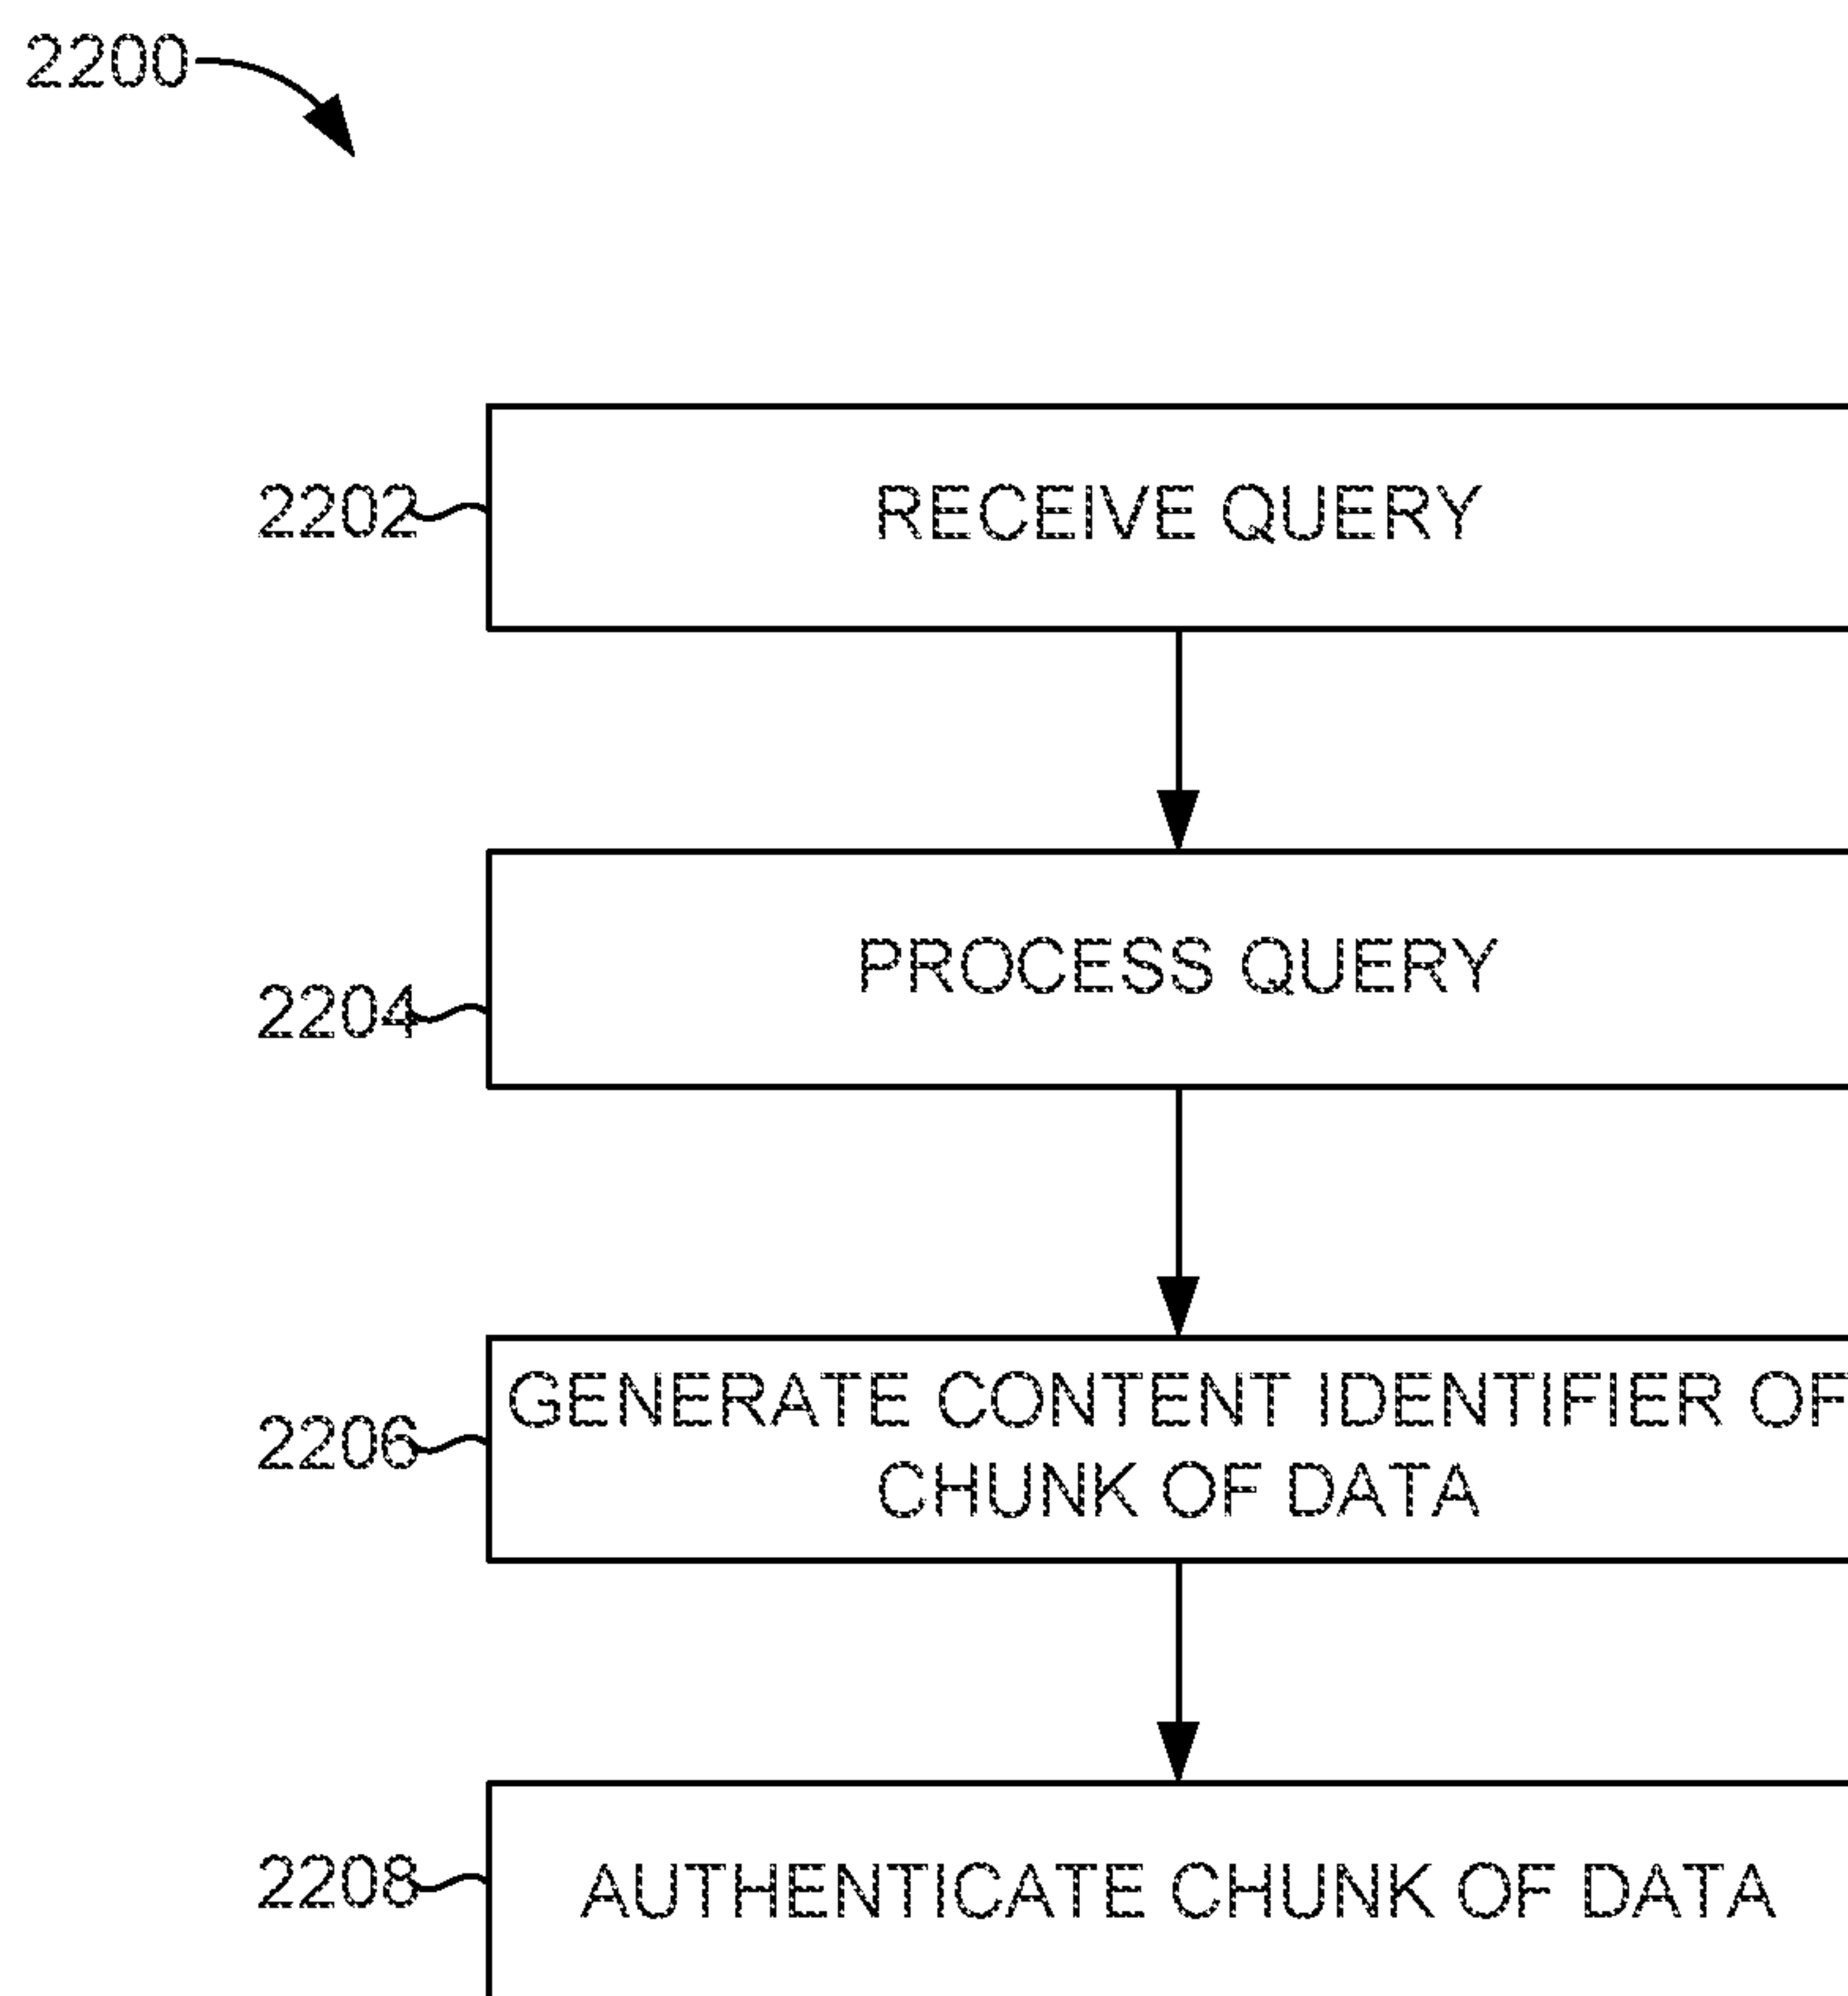 2200
2202
RECEIVE QUERY
2204
PROCESS QUERY
2206
GENERATE CONTENT IDENTIFIER OF
CHUNK OF DATA
2208
AUTHENTICATE CHUNK OF DATA